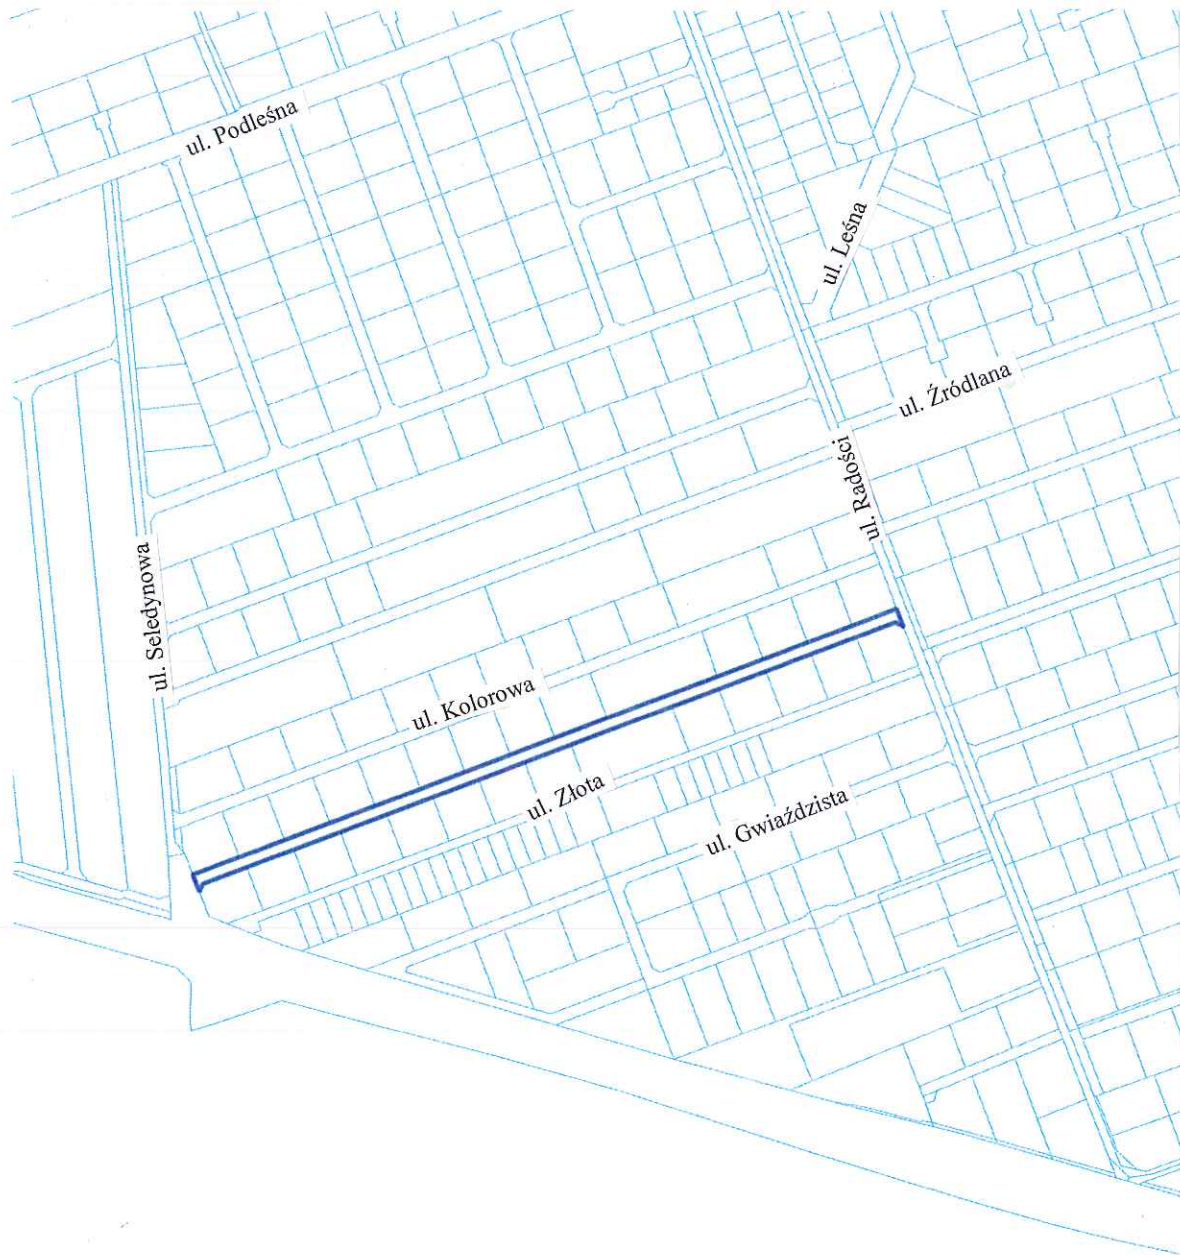 ul. Podleśna
ul. Leśna
ul. Źródlana
ul. Radości
ul. Seledynowa
ul. Kolorowa
ul. Złota
ul. Gwiaździsta